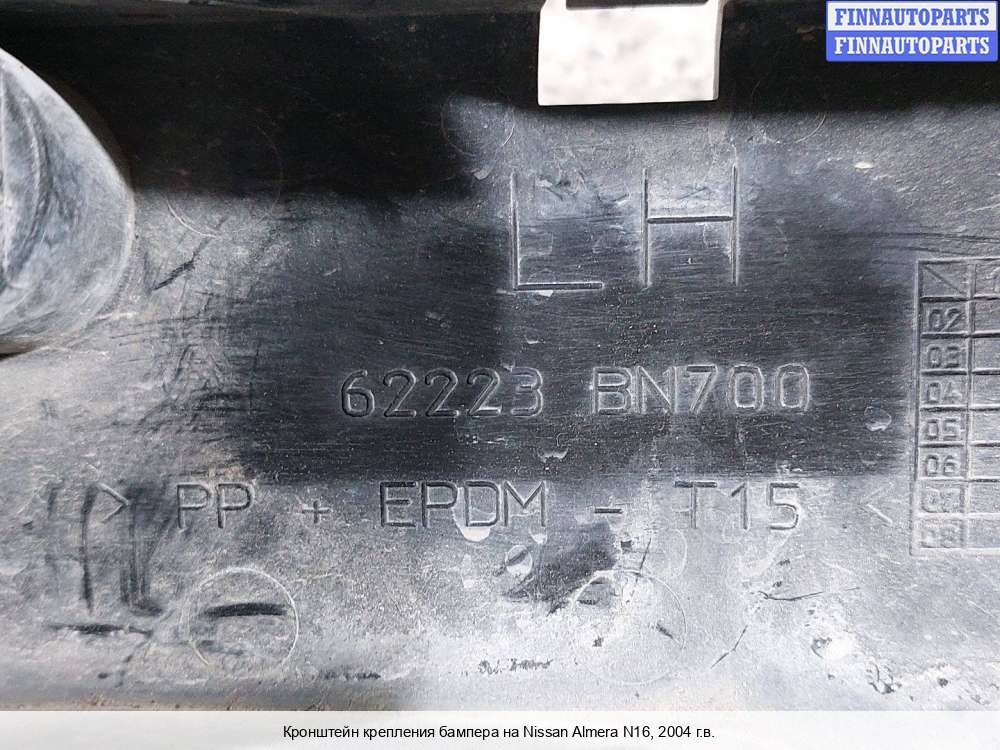 FINNAUTOPARTS
FINNAUTOPARTS
LH
02
03
04
05
06
07
08
62223 BN700
> PP + EPDM - T15 <
Кронштейн крепления бампера на Nissan Almera N16, 2004 г.в.